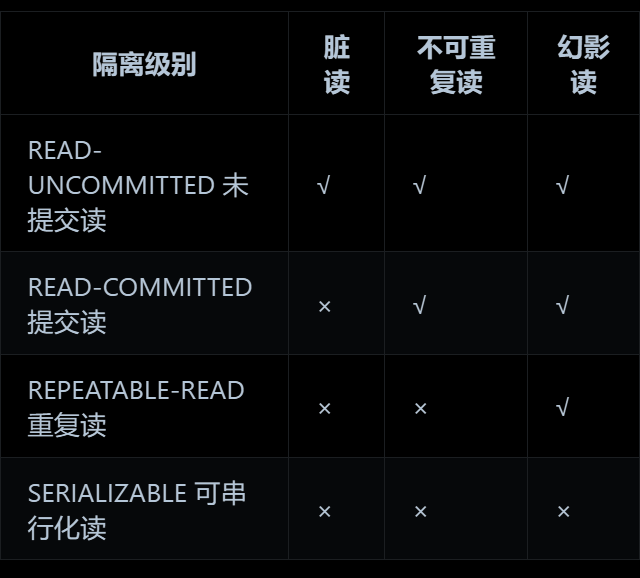 隔离级别 脏读 不可重复读 幻影读
READ-UNCOMMITTED 未提交读 √ √ √
READ-COMMITTED 提交读 × √ √
REPEATABLE-READ 重复读 × × √
SERIALIZABLE 可串行化读 × × ×